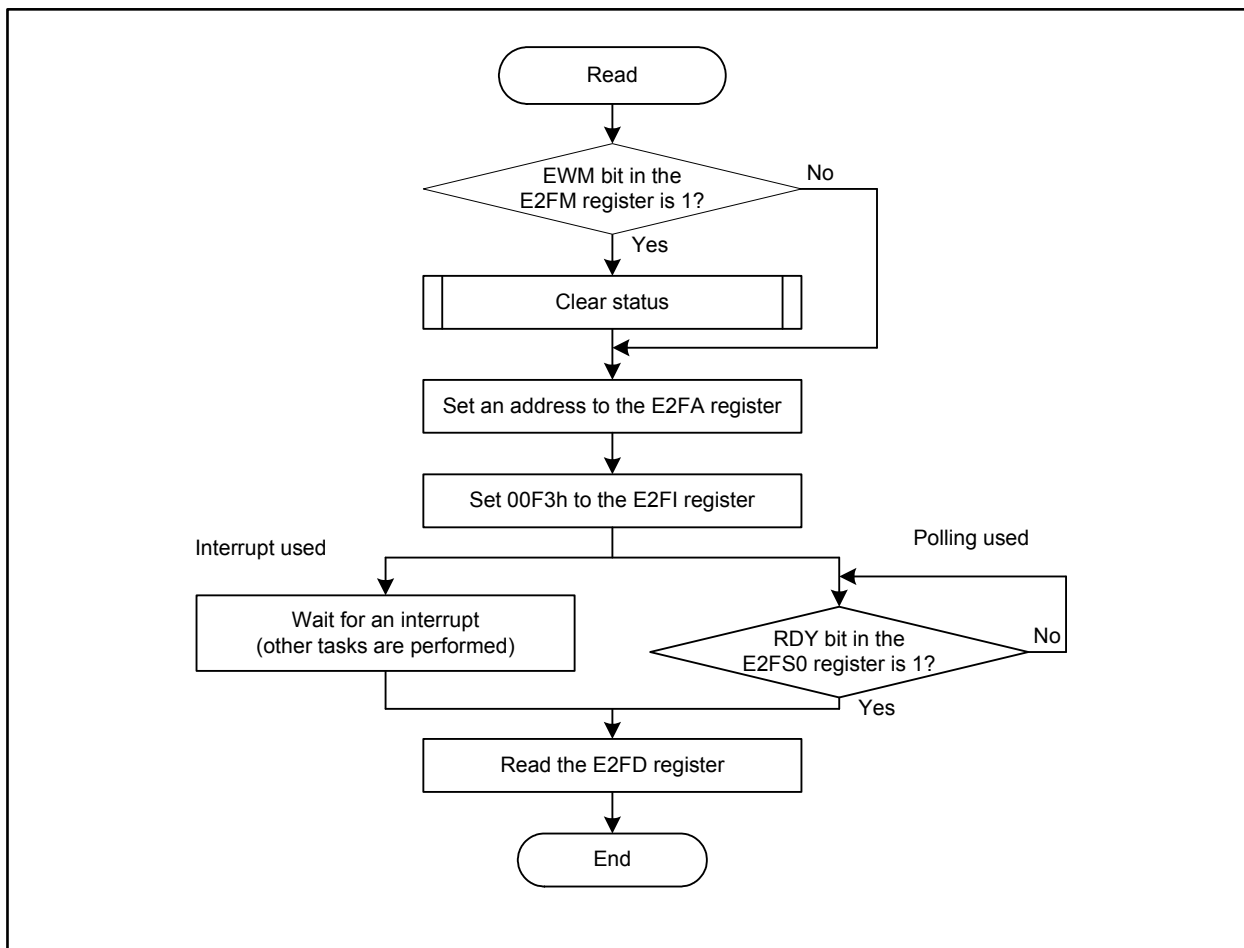 Read
EWM bit in the
E2FM register is 1?
No
Yes
Clear status
Set an address to the E2FA register
Set 00F3h to the E2FI register
Interrupt used
Polling used
Wait for an interrupt
(other tasks are performed)
RDY bit in the
E2FS0 register is 1?
No
Yes
Read the E2FD register
End